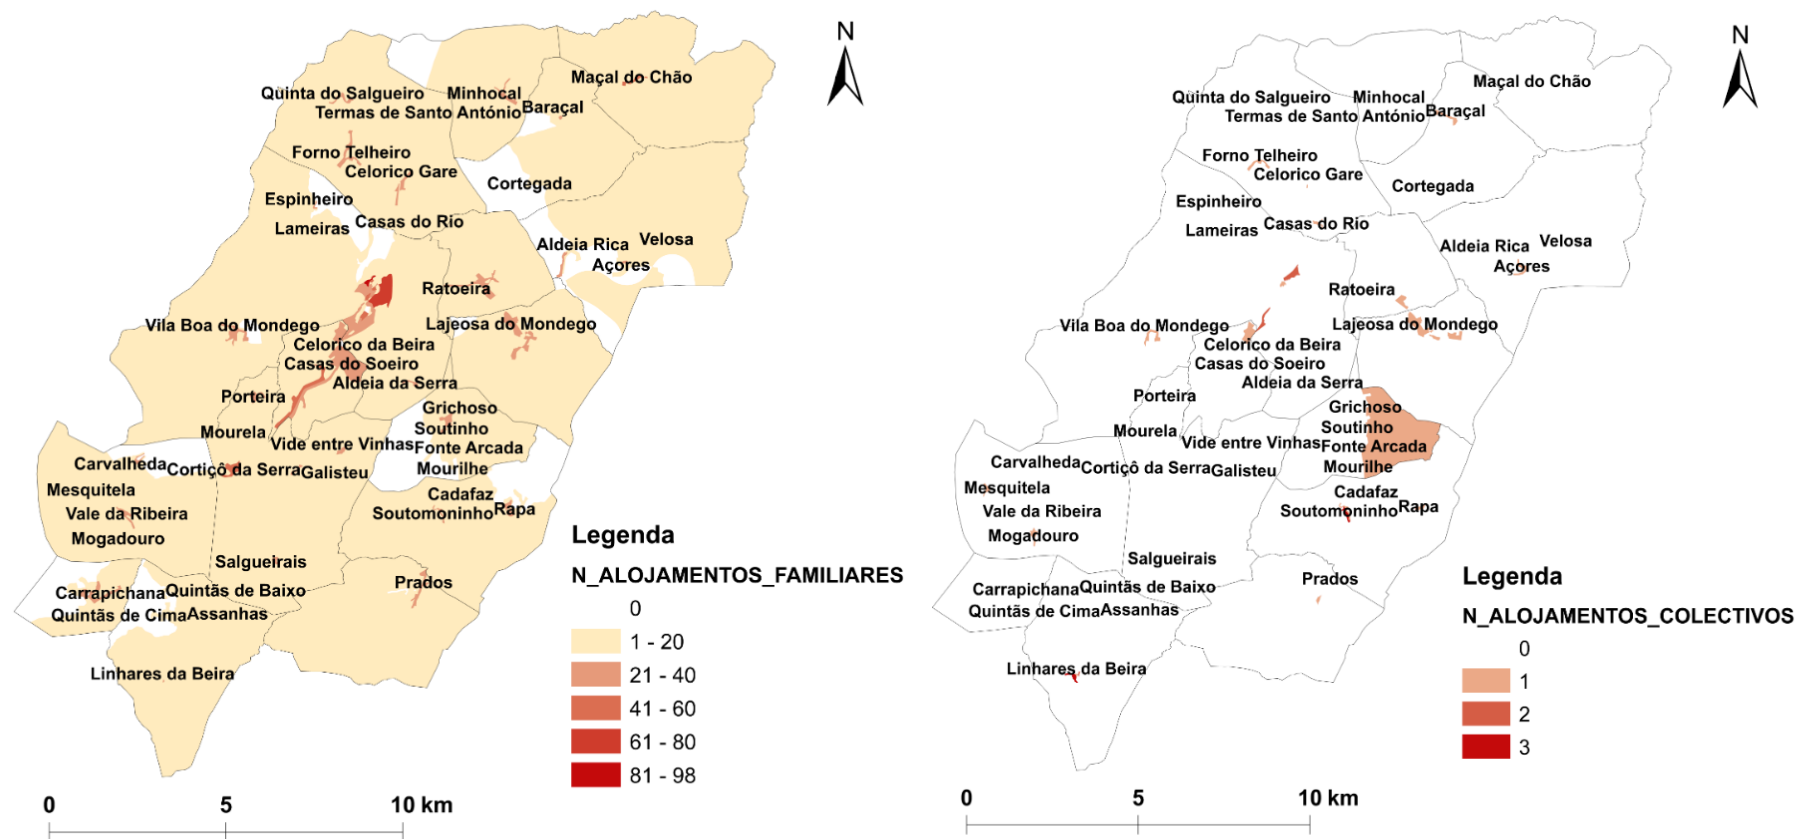 N
Maçal do Chão
Quinta do Salgueiro
Minhocal
Termas de Santo António
Baraçal
Forno Telheiro
Celorico Gare
Cortegada
Espinheiro
Lameiras
Casas do Rio
Aldeia Rica
Velosa
Açores
Ratoeira
Vila Boa do Mondego
Lajeosa do Mondego
Celorico da Beira
Casas do Soeiro
Aldeia da Serra
Porteira
Grichoso
Mourela
Soutinho
Vide entre Vinhas
Fonte Arcada
Carvalheda
Cortiçô da Serra
Galisteu
Mourilhe
Mesquitela
Cadafaz
Vale da Ribeira
Soutomoninho
Rapa
Mogadouro
Salgueirais
Prados
Carrapichana
Quintãs de Baixo
Quintãs de Cima
Assanhas
Linhares da Beira
Legenda
N_ALOJAMENTOS_FAMILIARES
0
1 - 20
21 - 40
41 - 60
61 - 80
81 - 98
0 5 10 km
N
Maçal do Chão
Quinta do Salgueiro
Minhocal
Termas de Santo António
Baraçal
Forno Telheiro
Celorico Gare
Cortegada
Espinheiro
Lameiras
Casas do Rio
Aldeia Rica
Velosa
Açores
Ratoeira
Vila Boa do Mondego
Lajeosa do Mondego
Celorico da Beira
Casas do Soeiro
Aldeia da Serra
Porteira
Grichoso
Mourela
Soutinho
Vide entre Vinhas
Fonte Arcada
Carvalheda
Cortiçô da Serra
Galisteu
Mourilhe
Mesquitela
Cadafaz
Vale da Ribeira
Soutomoninho
Rapa
Mogadouro
Salgueirais
Prados
Carrapichana
Quintãs de Baixo
Quintãs de Cima
Assanhas
Linhares da Beira
Legenda
N_ALOJAMENTOS_COLECTIVOS
0
1
2
3
0 5 10 km